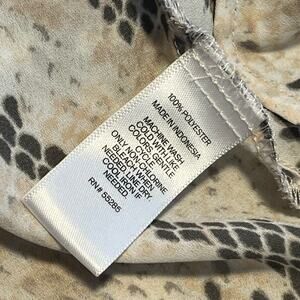 100% POLYESTER
MADE IN INDONESIA
MACHINE WASH
COLD WITH LIKE
COLORS GENTLE
CYCLE
ONLY NON-CHLORINE
BLEACH WHEN
NEEDED LINE DRY
COOL IRON IF
NEEDED.
RN# 55285